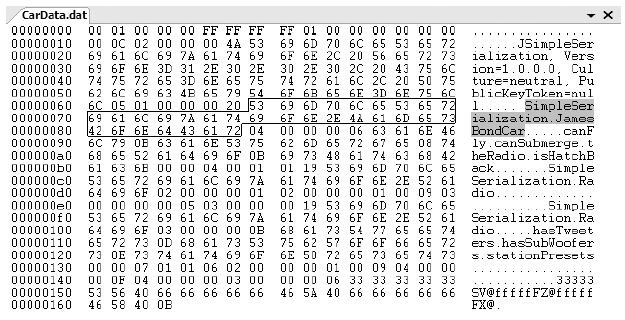 CarData.dat
00000000 00 01 00 00 00 FF FF FF FF 01 00 00 00 00 00 00 ................
00000010 00 0C 02 00 00 00 4A 53 69 6D 70 6C 65 53 65 72 ......JSimpleSer
00000020 69 61 6C 69 7A 61 74 69 6F 6E 2C 20 56 65 72 73 ialization, Vers
00000030 69 6F 6E 3D 31 2E 30 2E 30 2E 30 2C 20 43 75 6C ion=1.0.0.0, Cul
00000040 74 75 72 65 3D 6E 65 75 74 72 61 6C 2C 20 50 75 ture=neutral, Pu
00000050 62 6C 69 63 4B 65 79 54 6F 6B 65 6E 3D 6E 75 6C blicKeyToken=nul
00000060 6C 05 01 00 00 00 20 53 69 6D 70 6C 65 53 65 72 l..... SimpleSer
00000070 69 61 6C 69 7A 61 74 69 6F 6E 2E 4A 61 6D 65 73 ialization.James
00000080 42 6F 6E 64 43 61 72 04 00 00 00 06 63 61 6E 46 BondCar.....canF
00000090 6C 79 0B 63 61 6E 53 75 62 6D 65 72 67 65 08 74 ly.canSubmerge.t
000000a0 68 65 52 61 64 69 6F 0B 69 73 48 61 74 63 68 42 heRadio.isHatchB
000000b0 61 63 6B 00 00 04 00 01 01 19 53 69 6D 70 6C 65 ack.......Simple
000000c0 53 65 72 69 61 6C 69 7A 61 74 69 6F 6E 2E 52 61 Serialization.Ra
000000d0 64 69 6F 02 00 00 00 01 02 00 00 00 01 00 09 03 dio.............
000000e0 00 00 00 00 05 03 00 00 00 19 53 69 6D 70 6C 65 ..........Simple
000000f0 53 65 72 69 61 6C 69 7A 61 74 69 6F 6E 2E 52 61 Serialization.Ra
00000100 64 69 6F 03 00 00 00 0B 68 61 73 54 77 65 65 74 dio.....hasTweet
00000110 65 72 73 0D 68 61 73 53 75 62 57 6F 6F 66 65 72 ers.hasSubWoofer
00000120 73 0E 73 74 61 74 69 6F 6E 50 72 65 73 65 74 73 s.stationPresets
00000130 00 00 07 01 01 06 02 00 00 00 01 00 09 04 00 00 ................
00000140 00 0F 04 00 00 00 03 00 00 00 06 33 33 33 33 33 ...........33333
00000150 53 56 40 66 66 66 66 66 46 5A 40 66 66 66 66 66 SV@fffffFZ@fffff
00000160 46 58 40 0B FX@.